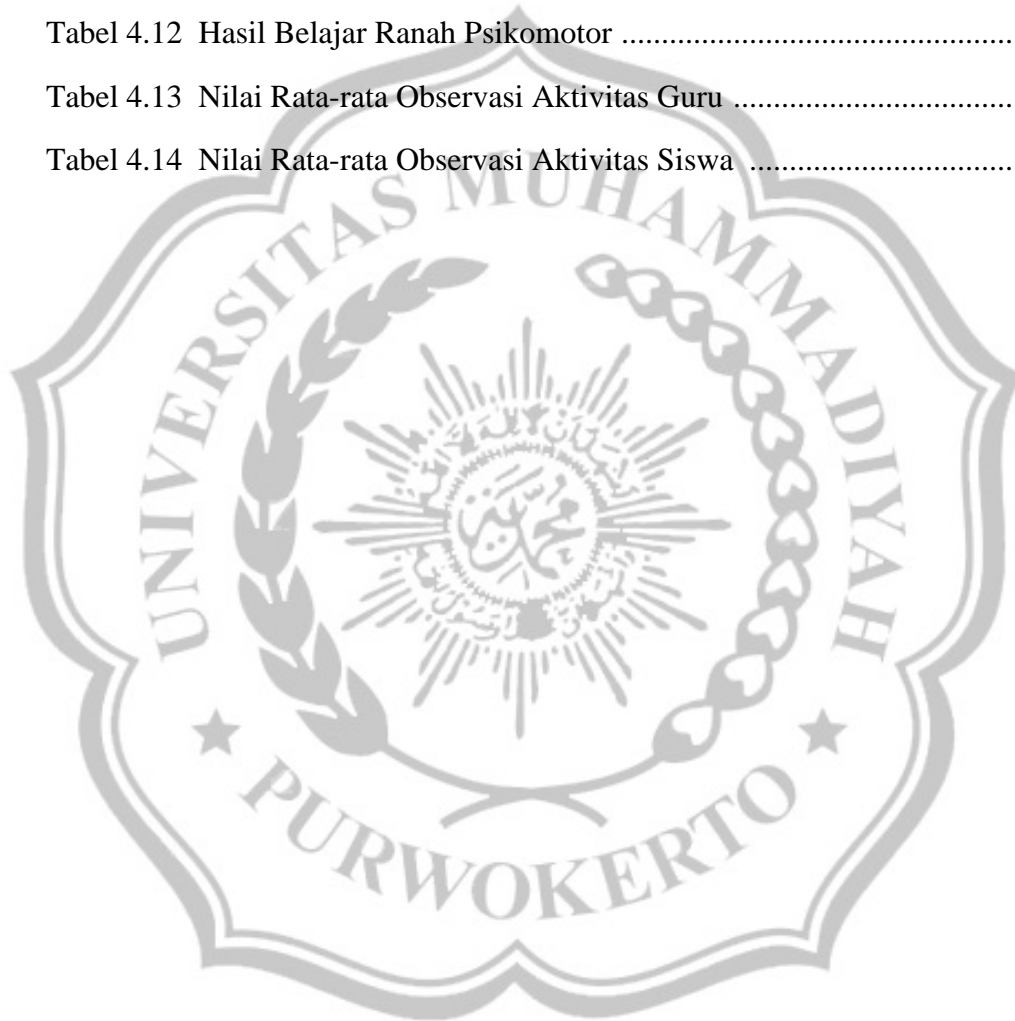 Tabel 4.12 Hasil Belajar Ranah Psikomotor .................................................
Tabel 4.13 Nilai Rata-rata Observasi Aktivitas Guru ...................................
Tabel 4.14 Nilai Rata-rata Observasi Aktivitas Siswa .................................
UNIVERSITAS MUHAMMADIYAH
PURWOKERTO